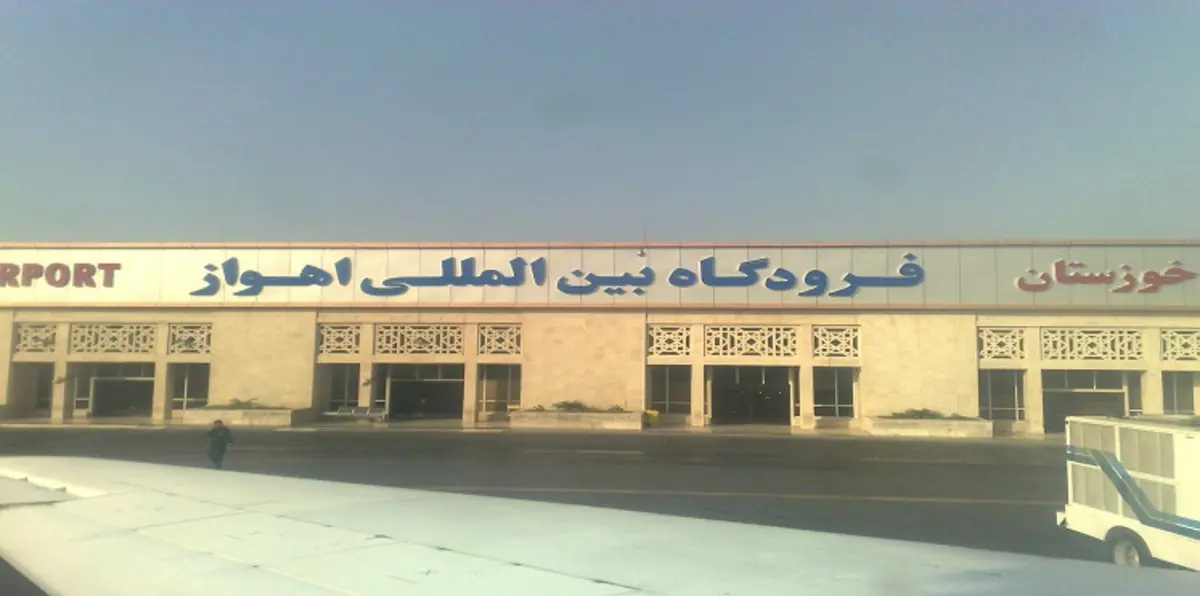 خوزستان
فرودگاه بین المللی اهواز
RPORT